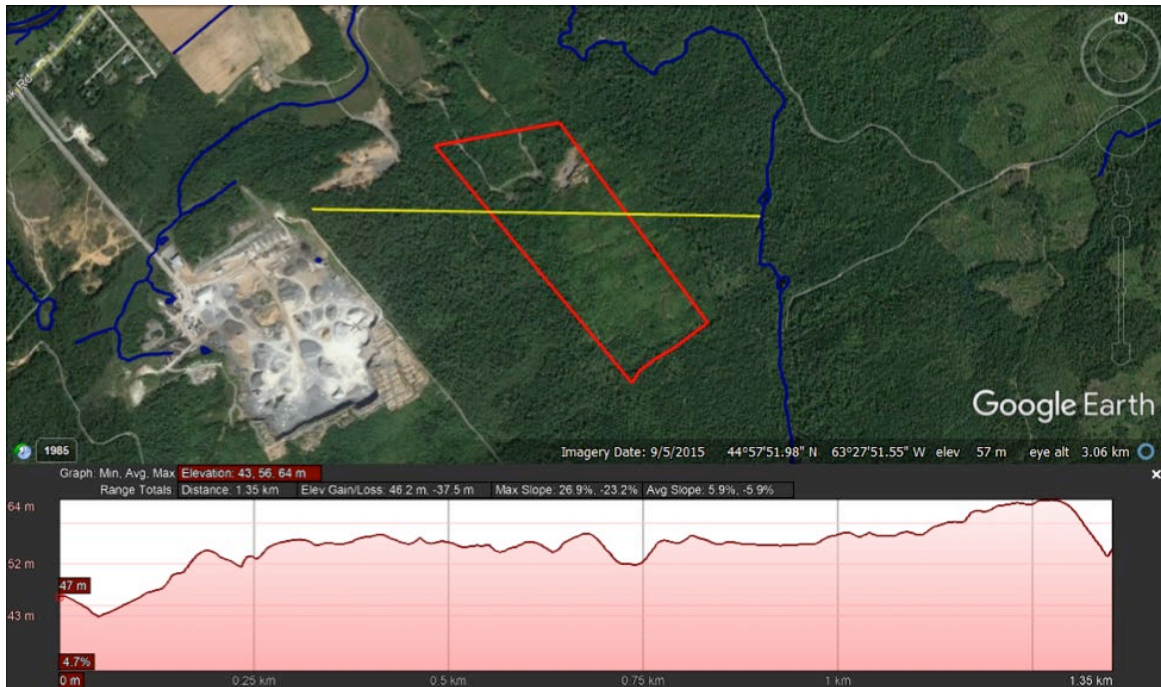 N
nk Rd
Google Earth
1985
Imagery Date: 9/5/2015 44°57'51.98" N 63°27'51.55" W elev 57 m eye alt 3.06 km
Graph: Min, Avg, Max Elevation: 43, 56, 64 m
Range Totals: Distance: 1.35 km Elev Gain/Loss: 46.2 m, -37.5 m Max Slope: 26.9%, -23.2% Avg Slope: 5.9%, -5.9%
64 m
52 m
47 m
43 m
4.7%
0 m 0.25 km 0.5 km 0.75 km 1 km 1.35 km